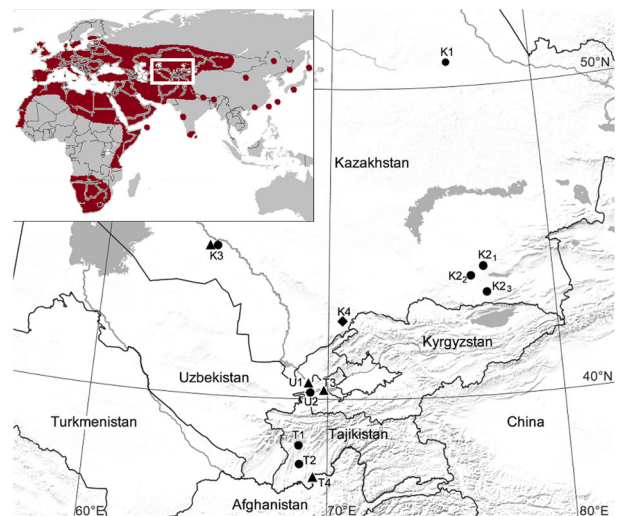 K1
50°N
Kazakhstan
K3
K2₁
K2₂
K2₃
K4
Kyrgyzstan
Uzbekistan
U1
T3
U2
40°N
Turkmenistan
Tajikistan
China
T1
T2
T4
Afghanistan
60°E
70°E
80°E